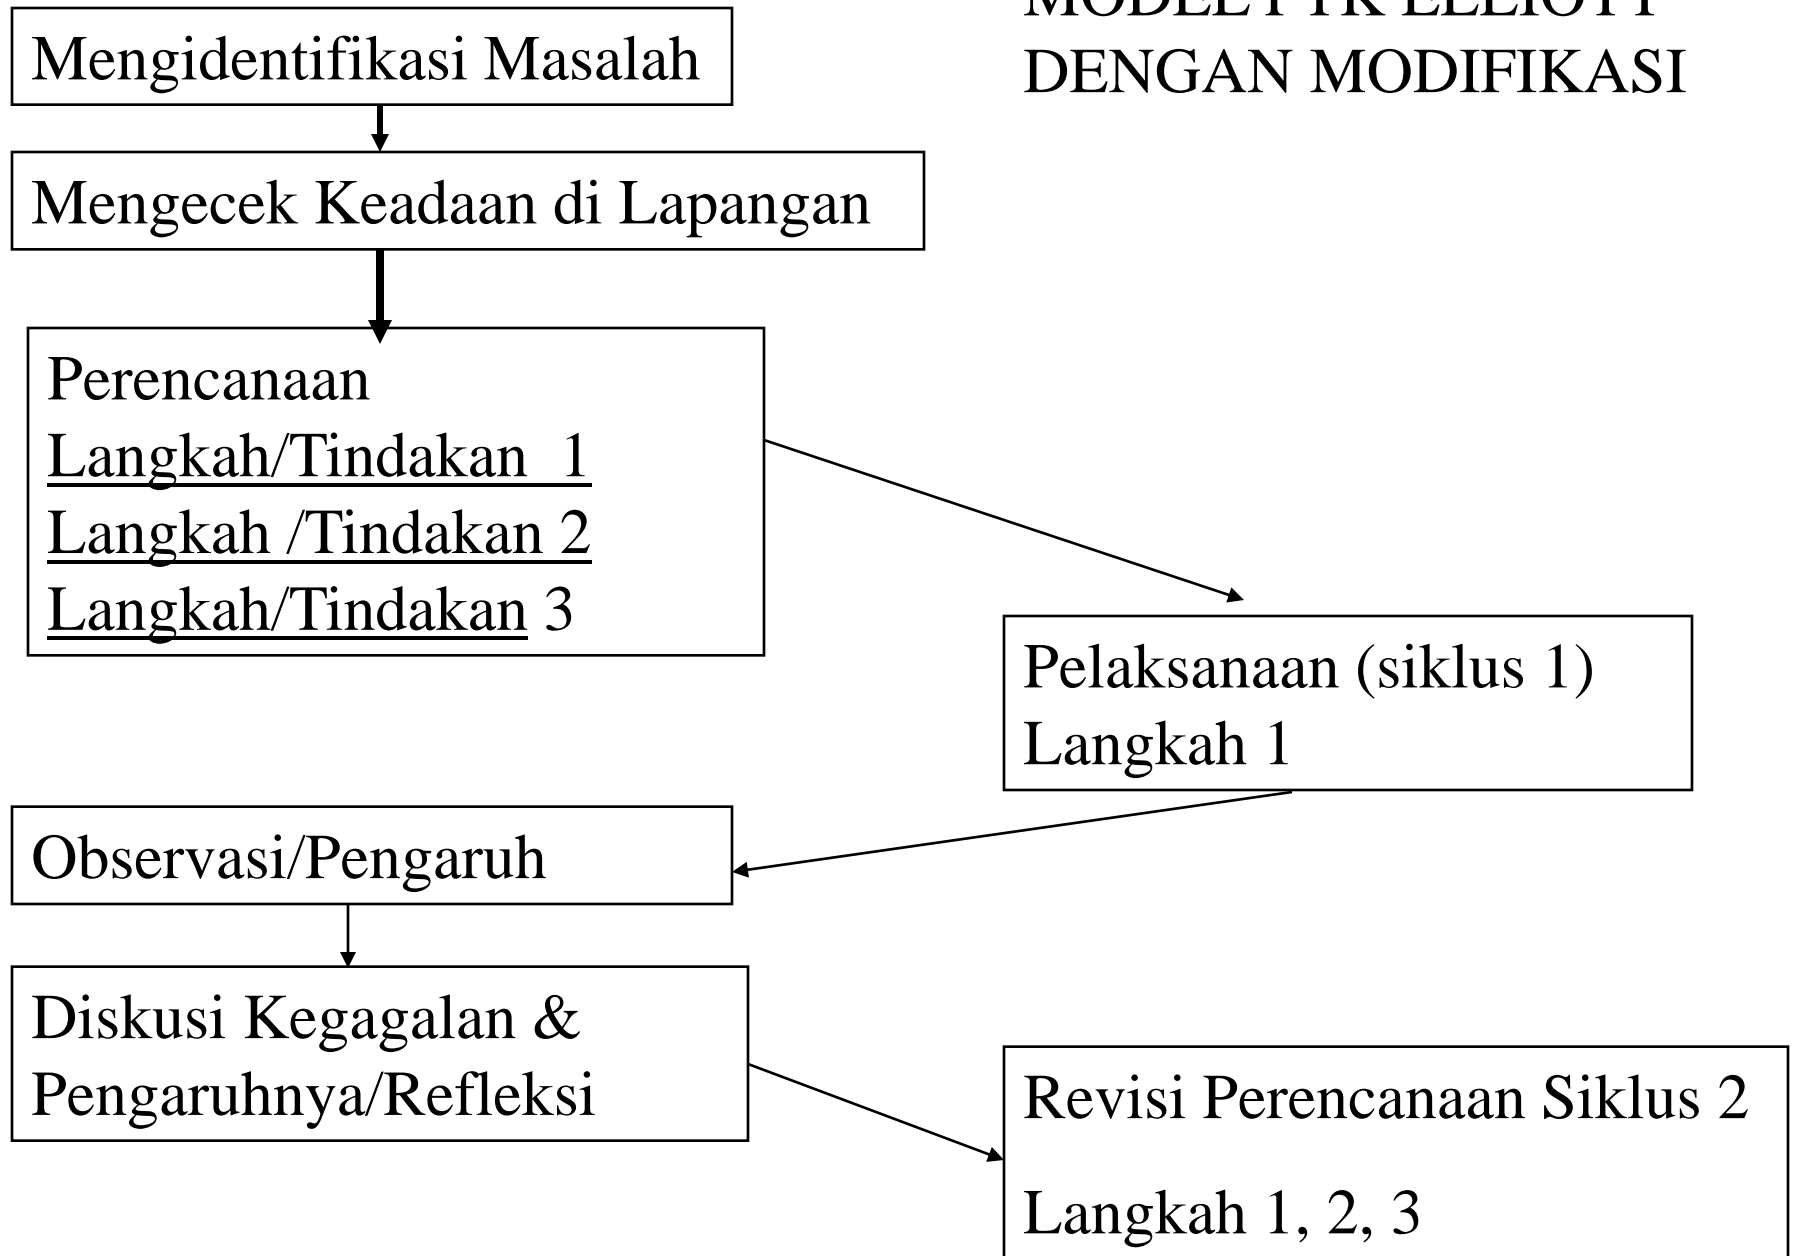 MODEL PTK ELLIOTT
DENGAN MODIFIKASI
Mengidentifikasi Masalah
Mengecek Keadaan di Lapangan
Perencanaan
Langkah/Tindakan  1
Langkah /Tindakan 2
Langkah/Tindakan 3
Pelaksanaan (siklus 1)
Langkah 1
Observasi/Pengaruh
Diskusi Kegagalan &
Pengaruhnya/Refleksi
Revisi Perencanaan Siklus 2
Langkah 1, 2, 3